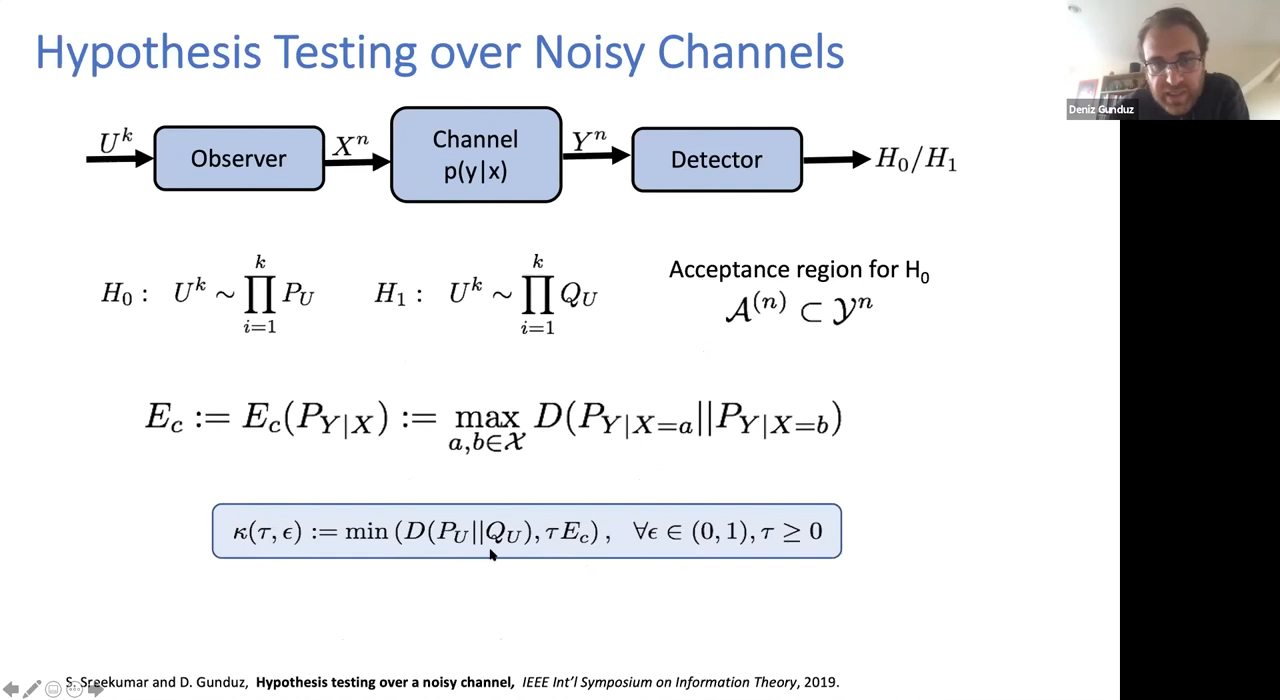 Hypothesis Testing over Noisy Channels
Deniz Gunduz
U^k
Observer
X^n
Channel
p(y|x)
Y^n
Detector
H_0/H_1
H_0 : U^k ∼ ∏_{i=1}^{k} P_U
H_1 : U^k ∼ ∏_{i=1}^{k} Q_U
Acceptance region for H_0
𝒜^{(n)} ⊂ 𝒴^n
E_c := E_c(P_{Y|X}) := max_{a,b∈𝒳} D(P_{Y|X=a}||P_{Y|X=b})
κ(τ, ϵ) := min (D(P_U||Q_U), τE_c) , ∀ϵ ∈ (0, 1), τ ≥ 0
S. Sreekumar and D. Gunduz, Hypothesis testing over a noisy channel, IEEE Int'l Symposium on Information Theory, 2019.